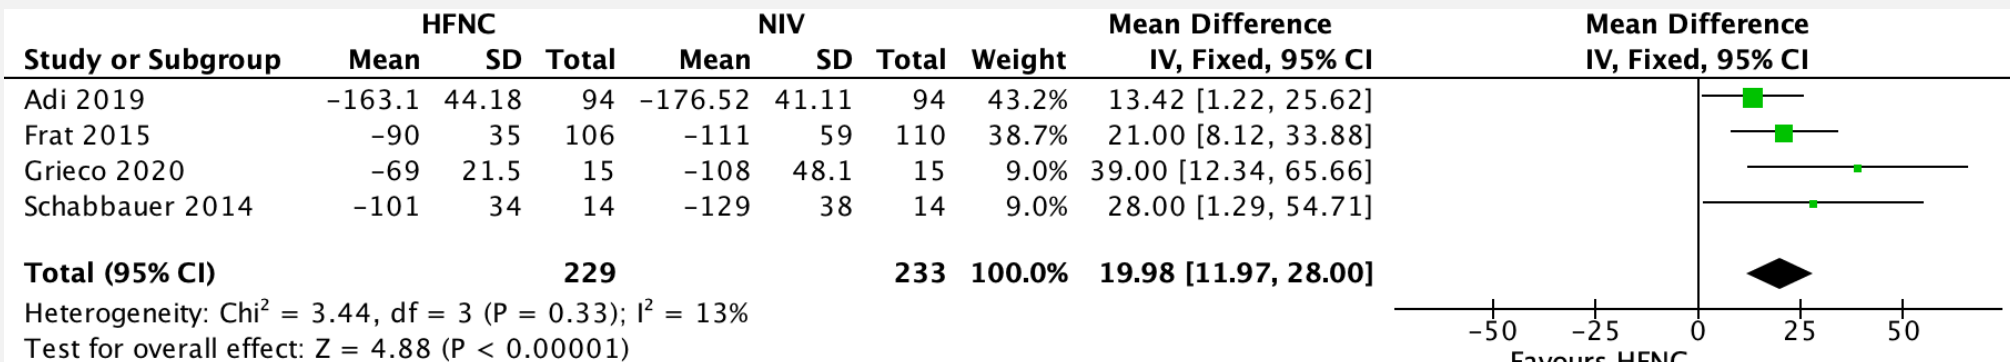 HFNC NIV Mean Difference Mean Difference
Study or Subgroup Mean SD Total Mean SD Total Weight IV, Fixed, 95% CI IV, Fixed, 95% CI
Adi 2019 −163.1 44.18 94 −176.52 41.11 94 43.2% 13.42 [1.22, 25.62]
Frat 2015 −90 35 106 −111 59 110 38.7% 21.00 [8.12, 33.88]
Grieco 2020 −69 21.5 15 −108 48.1 15 9.0% 39.00 [12.34, 65.66]
Schabbauer 2014 −101 34 14 −129 38 14 9.0% 28.00 [1.29, 54.71]
Total (95% CI) 229 233 100.0% 19.98 [11.97, 28.00]
Heterogeneity: Chi² = 3.44, df = 3 (P = 0.33); I² = 13%
Test for overall effect: Z = 4.88 (P < 0.00001)
−50 −25 0 25 50
Favours HFNC